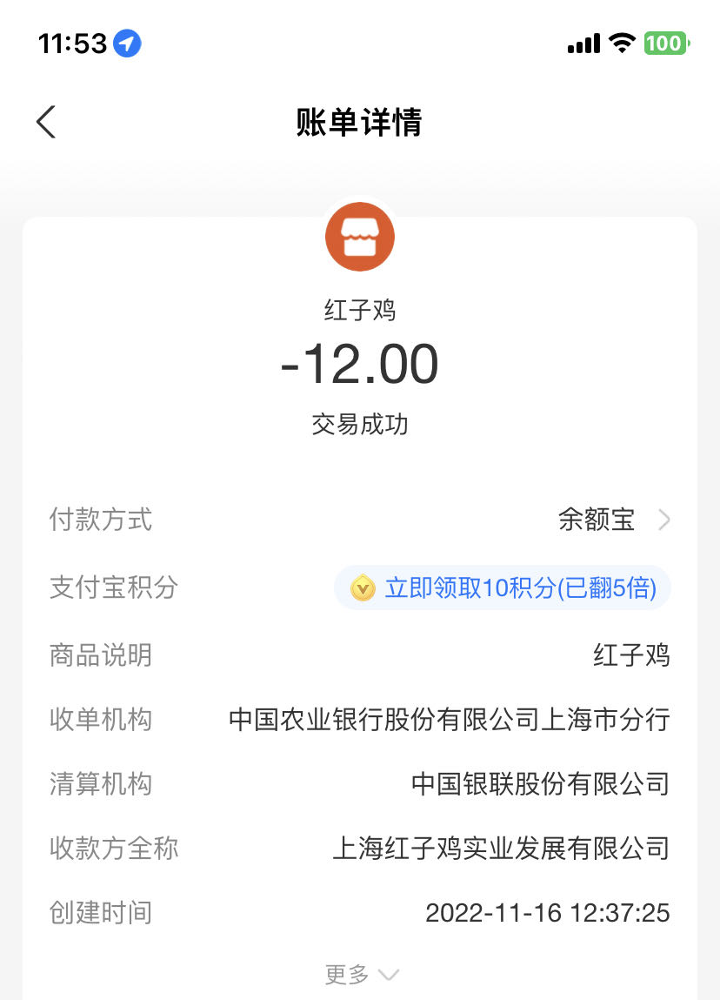 11:53
100
账单详情
红子鸡
-12.00
交易成功
付款方式 余额宝
支付宝积分 立即领取10积分(已翻5倍)
商品说明 红子鸡
收单机构 中国农业银行股份有限公司上海市分行
清算机构 中国银联股份有限公司
收款方全称 上海红子鸡实业发展有限公司
创建时间 2022-11-16 12:37:25
更多